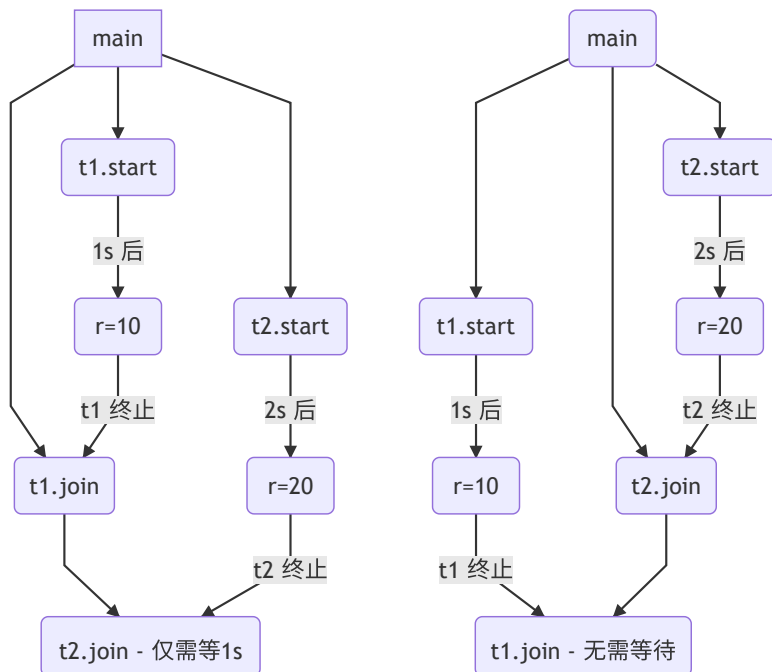 main
t1.start
1s 后
r=10
t2.start
t1 终止
2s 后
t1.join
r=20
t2 终止
t2.join - 仅需等1s
main
t2.start
2s 后
t1.start
r=20
1s 后
t2 终止
r=10
t2.join
t1 终止
t1.join - 无需等待